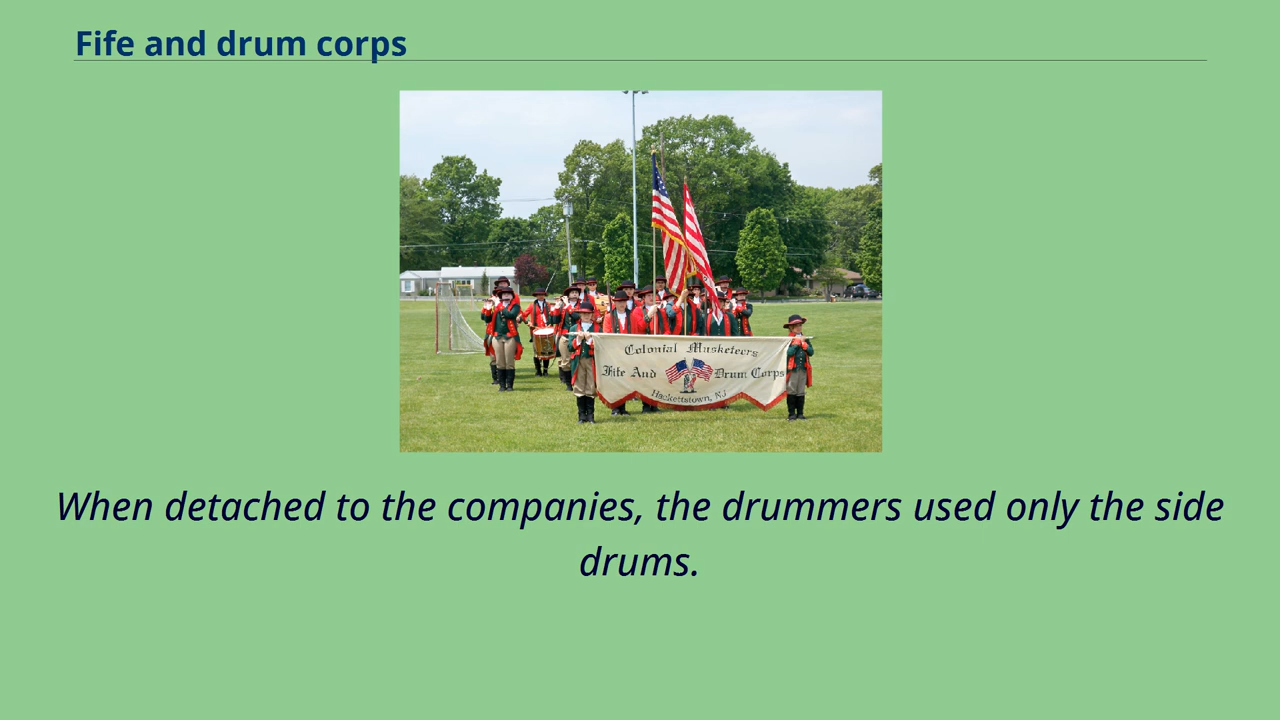 Fife and drum corps
Colonial Musketeers
Fife And Drum Corps
Hackettstown, NJ
When detached to the companies, the drummers used only the side
drums.